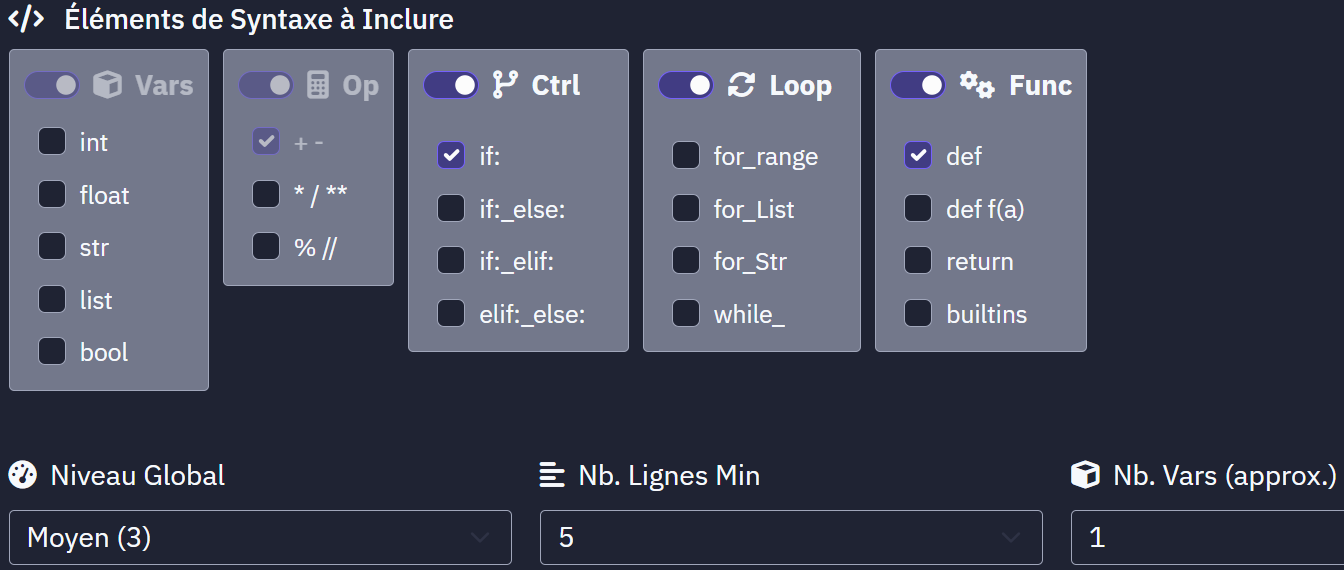 </> Éléments de Syntaxe à Inclure
Vars
int
float
str
list
bool
Op
+ -
* / **
% //
Ctrl
if:
if:_else:
if:_elif:
elif:_else:
Loop
for_range
for_List
for_Str
while_
Func
def
def f(a)
return
builtins
Niveau Global
Moyen (3)
Nb. Lignes Min
5
Nb. Vars (approx.)
1